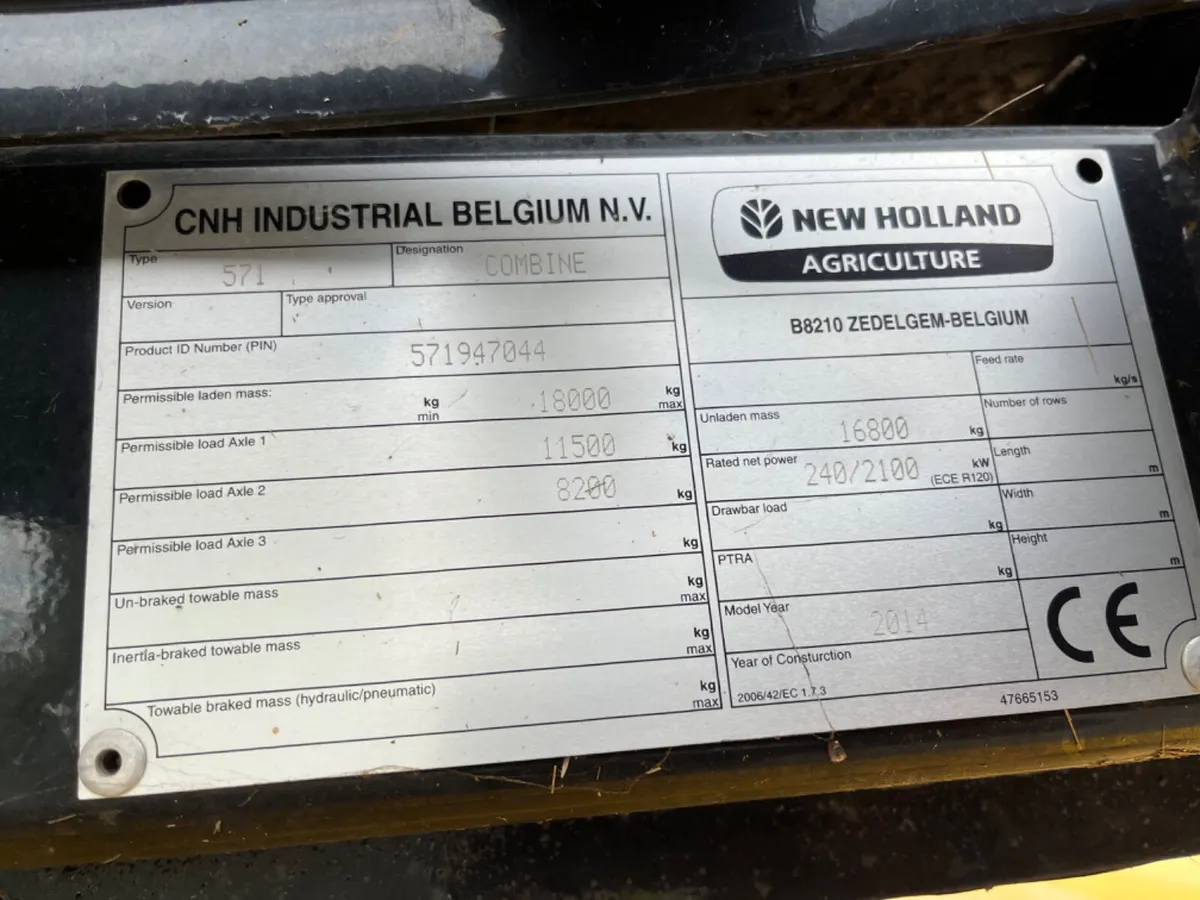 CNH INDUSTRIAL BELGIUM N.V.
Type
571
Designation
COMBINE
Version
Type approval
Product ID Number (PIN)
571947044
Permissible laden mass:
kg
min
18000
kg
max
Permissible load Axle 1
11500
kg
Permissible load Axle 2
8200
kg
Permissible load Axle 3
kg
Un-braked towable mass
kg
max
Inertia-braked towable mass
kg
max
Towable braked mass (hydraulic/pneumatic)
kg
max
NEW HOLLAND
AGRICULTURE
B8210 ZEDELGEM-BELGIUM
Feed rate
kg/s
Unladen mass
16800
kg
Number of rows
Rated net power
240/2100
kW
(ECE R120)
Length
m
Drawbar load
kg
Width
m
PTRA
kg
Height
m
Model Year
2014
Year of Consturction
2006/42/EC 1.7.3
CE
47665153